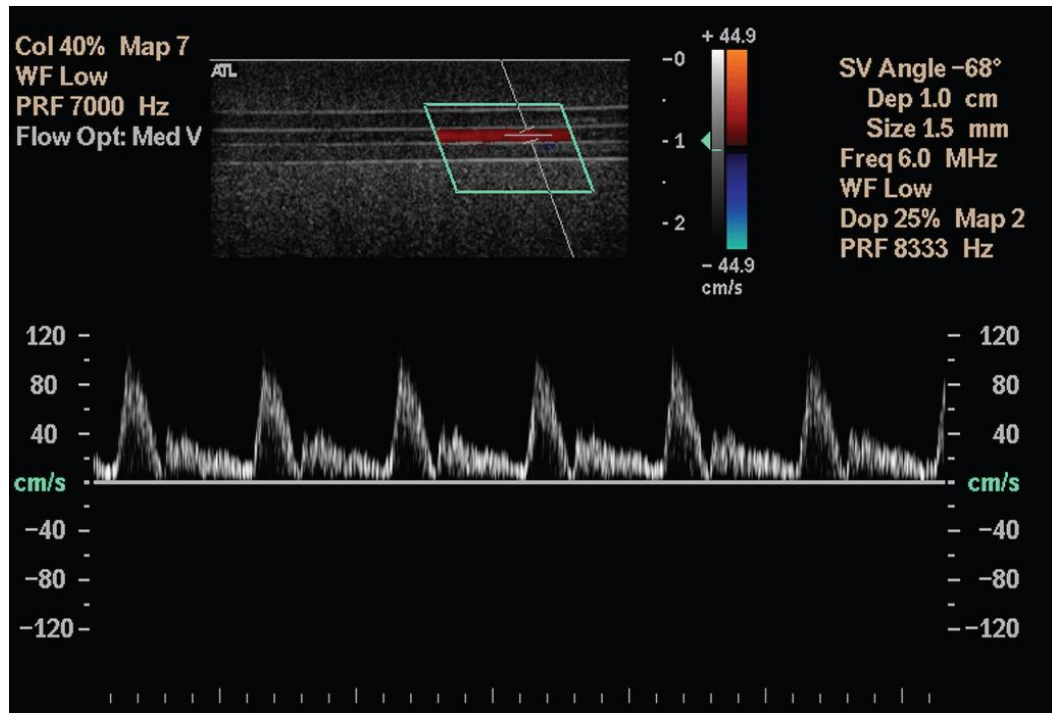 Col 40% Map 7
WF Low
PRF 7000 Hz
Flow Opt: Med V
ATL
-0
-1
-2
+ 44.9
- 44.9
cm/s
SV Angle -68°
Dep 1.0 cm
Size 1.5 mm
Freq 6.0 MHz
WF Low
Dop 25% Map 2
PRF 8333 Hz
120
80
40
cm/s
-40
-80
-120
120
80
40
cm/s
-40
-80
-120